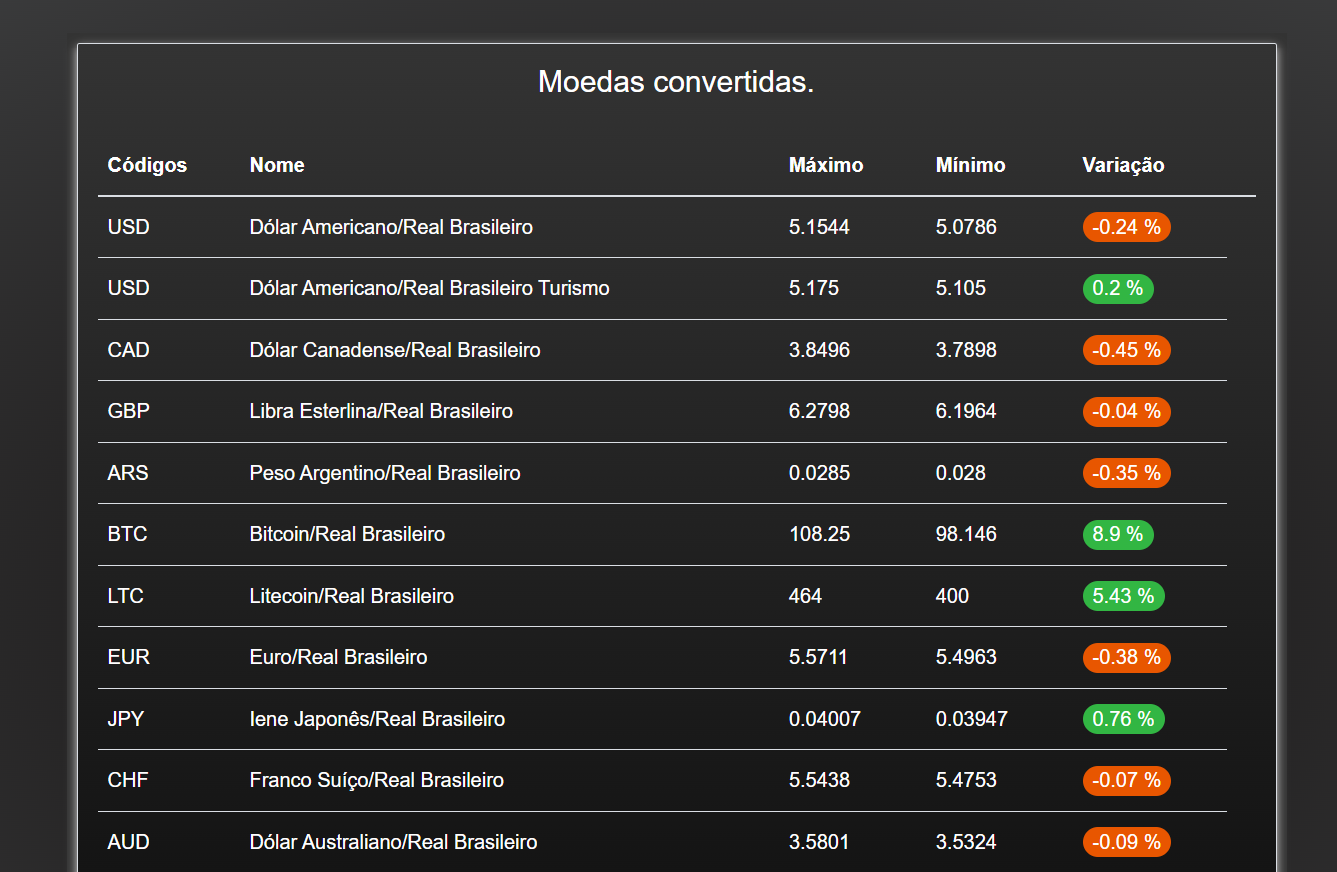 Moedas convertidas.
Códigos Nome Máximo Mínimo Variação
USD Dólar Americano/Real Brasileiro 5.1544 5.0786 -0.24 %
USD Dólar Americano/Real Brasileiro Turismo 5.175 5.105 0.2 %
CAD Dólar Canadense/Real Brasileiro 3.8496 3.7898 -0.45 %
GBP Libra Esterlina/Real Brasileiro 6.2798 6.1964 -0.04 %
ARS Peso Argentino/Real Brasileiro 0.0285 0.028 -0.35 %
BTC Bitcoin/Real Brasileiro 108.25 98.146 8.9 %
LTC Litecoin/Real Brasileiro 464 400 5.43 %
EUR Euro/Real Brasileiro 5.5711 5.4963 -0.38 %
JPY Iene Japonês/Real Brasileiro 0.04007 0.03947 0.76 %
CHF Franco Suíço/Real Brasileiro 5.5438 5.4753 -0.07 %
AUD Dólar Australiano/Real Brasileiro 3.5801 3.5324 -0.09 %